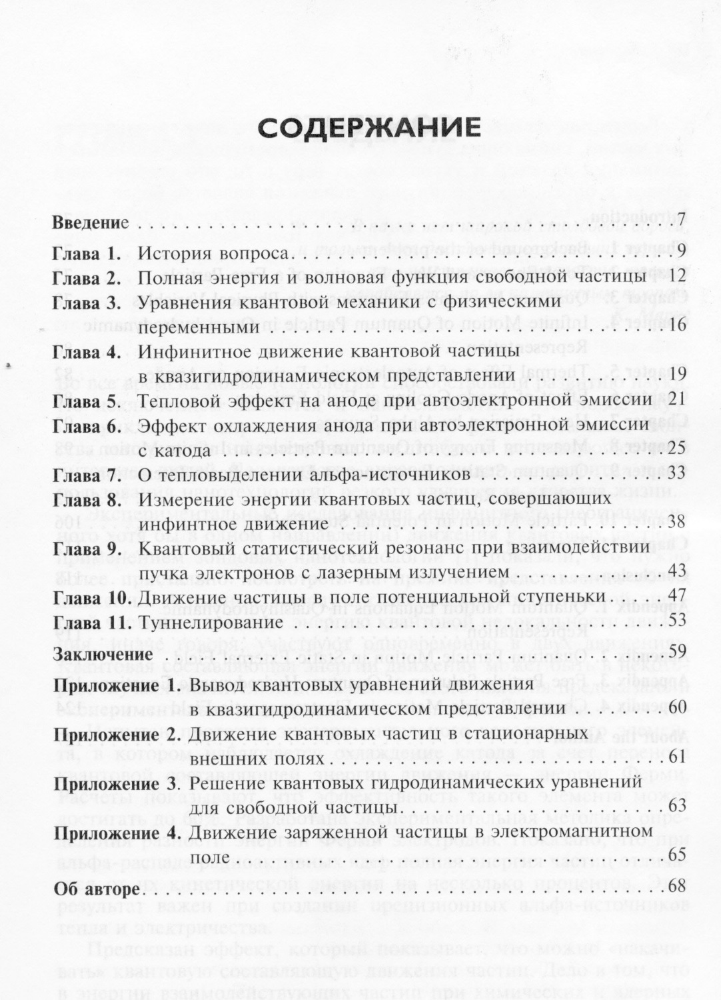 СОДЕРЖАНИЕ
Введение . . . . . . . . . . . . . . . . . . . . . . . . . . . . . . . . . . . 7
Глава 1. История вопроса. . . . . . . . . . . . . . . . . . . . . . . . . 9
Глава 2. Полная энергия и волновая функция свободной частицы 12
Глава 3. Уравнения квантовой механики с физическими
переменными . . . . . . . . . . . . . . . . . . . . . . . . . . 16
Глава 4. Инфинитное движение квантовой частицы
в квазигидродинамическом представлении . . . . . . . . . 19
Глава 5. Тепловой эффект на аноде при автоэлектронной эмиссии 21
Глава 6. Эффект охлаждения анода при автоэлектронной эмиссии
с катода . . . . . . . . . . . . . . . . . . . . . . . . . . . . 25
Глава 7. О тепловыделении альфа-источников . . . . . . . . . . . 33
Глава 8. Измерение энергии квантовых частиц, совершающих
инфинтное движение . . . . . . . . . . . . . . . . . . . . . 38
Глава 9. Квантовый статистический резонанс при взаимодействии
пучка электронов с лазерным излучением. . . . . . . . . . 43
Глава 10. Движение частицы в поле потенциальной ступеньки . . . . 47
Глава 11. Туннелирование . . . . . . . . . . . . . . . . . . . . . . . . 53
Заключение . . . . . . . . . . . . . . . . . . . . . . . . . . . . . . . . . 59
Приложение 1. Вывод квантовых уравнений движения
в квазигидродинамическом представлении . . . . . . 60
Приложение 2. Движение квантовых частиц в стационарных
внешних полях . . . . . . . . . . . . . . . . . . . . . . 61
Приложение 3. Решение квантовых гидродинамических уравнений
для свободной частицы. . . . . . . . . . . . . . . . . . 63
Приложение 4. Движение заряженной частицы в электромагнитном
поле . . . . . . . . . . . . . . . . . . . . . . . . . . . . . 65
Об авторе. . . . . . . . . . . . . . . . . . . . . . . . . . . . . . . . . . 68